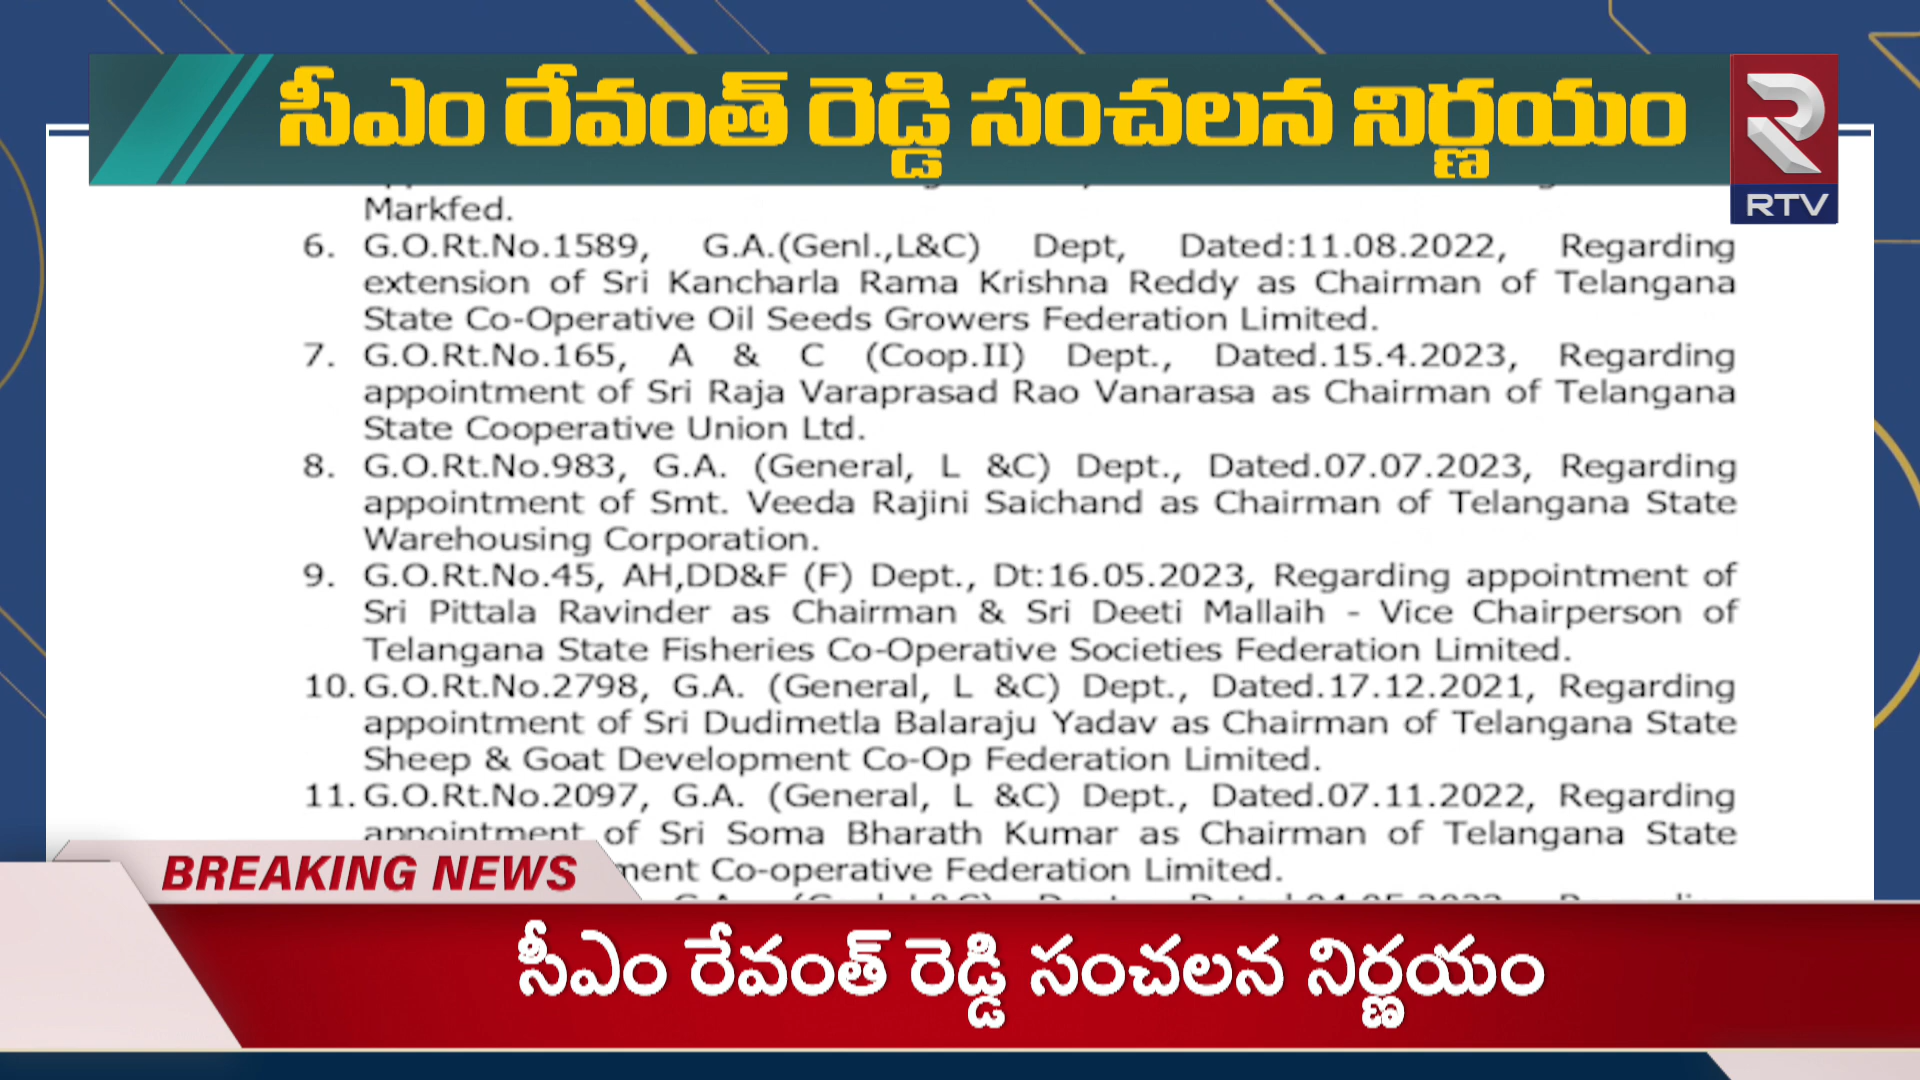 సీఎం రేవంత్ రెడ్డి సంచలన నిర్ణయం
RTV
Markfed.
6. G.O.Rt.No.1589, G.A.(Genl.,L&C) Dept, Dated:11.08.2022, Regarding
extension of Sri Kancharla Rama Krishna Reddy as Chairman of Telangana
State Co-Operative Oil Seeds Growers Federation Limited.
7. G.O.Rt.No.165, A & C (Coop.II) Dept., Dated.15.4.2023, Regarding
appointment of Sri Raja Varaprasad Rao Vanarasa as Chairman of Telangana
State Cooperative Union Ltd.
8. G.O.Rt.No.983, G.A. (General, L &C) Dept., Dated.07.07.2023, Regarding
appointment of Smt. Veeda Rajini Saichand as Chairman of Telangana State
Warehousing Corporation.
9. G.O.Rt.No.45, AH,DD&F (F) Dept., Dt:16.05.2023, Regarding appointment of
Sri Pittala Ravinder as Chairman & Sri Deeti Mallaih - Vice Chairperson of
Telangana State Fisheries Co-Operative Societies Federation Limited.
10. G.O.Rt.No.2798, G.A. (General, L &C) Dept., Dated.17.12.2021, Regarding
appointment of Sri Dudimetla Balaraju Yadav as Chairman of Telangana State
Sheep & Goat Development Co-Op Federation Limited.
11. G.O.Rt.No.2097, G.A. (General, L &C) Dept., Dated.07.11.2022, Regarding
appointment of Sri Soma Bharath Kumar as Chairman of Telangana State
ment Co-operative Federation Limited.
BREAKING NEWS
సీఎం రేవంత్ రెడ్డి సంచలన నిర్ణయం